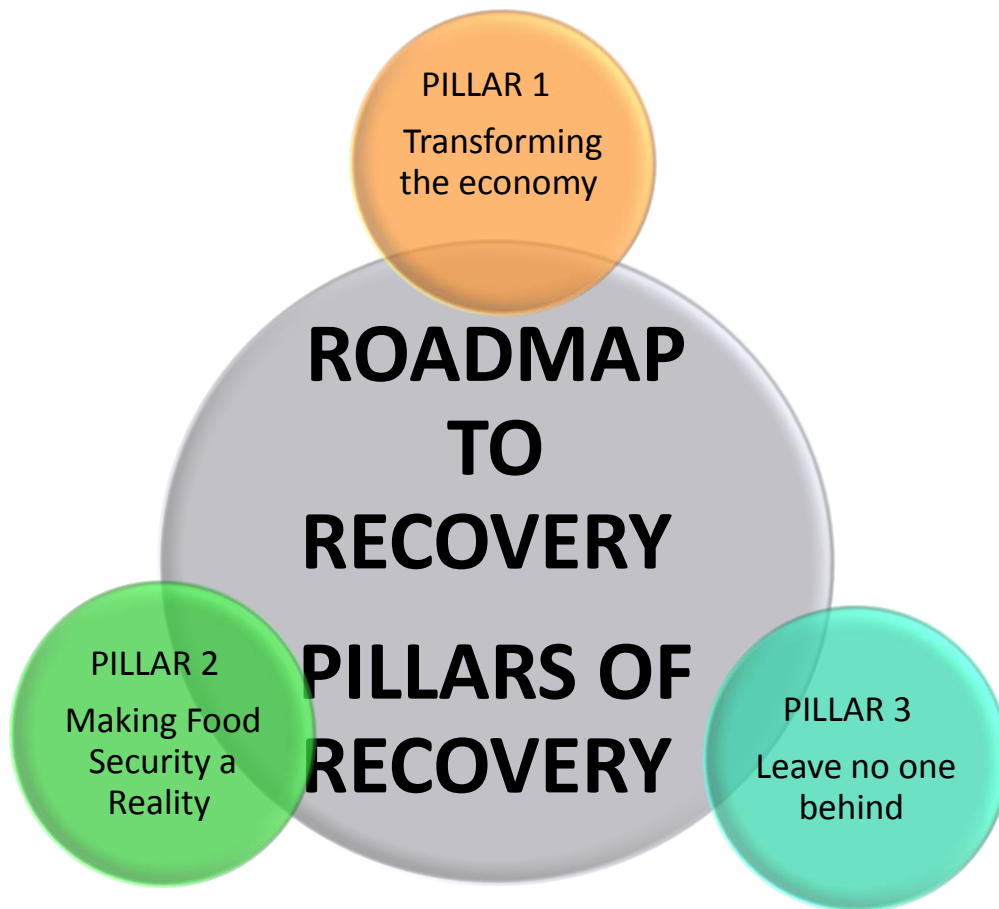 PILLAR 1
Transforming
the economy
ROADMAP
TO
RECOVERY
PILLARS OF
RECOVERY
PILLAR 2
Making Food
Security a
Reality
PILLAR 3
Leave no one
behind